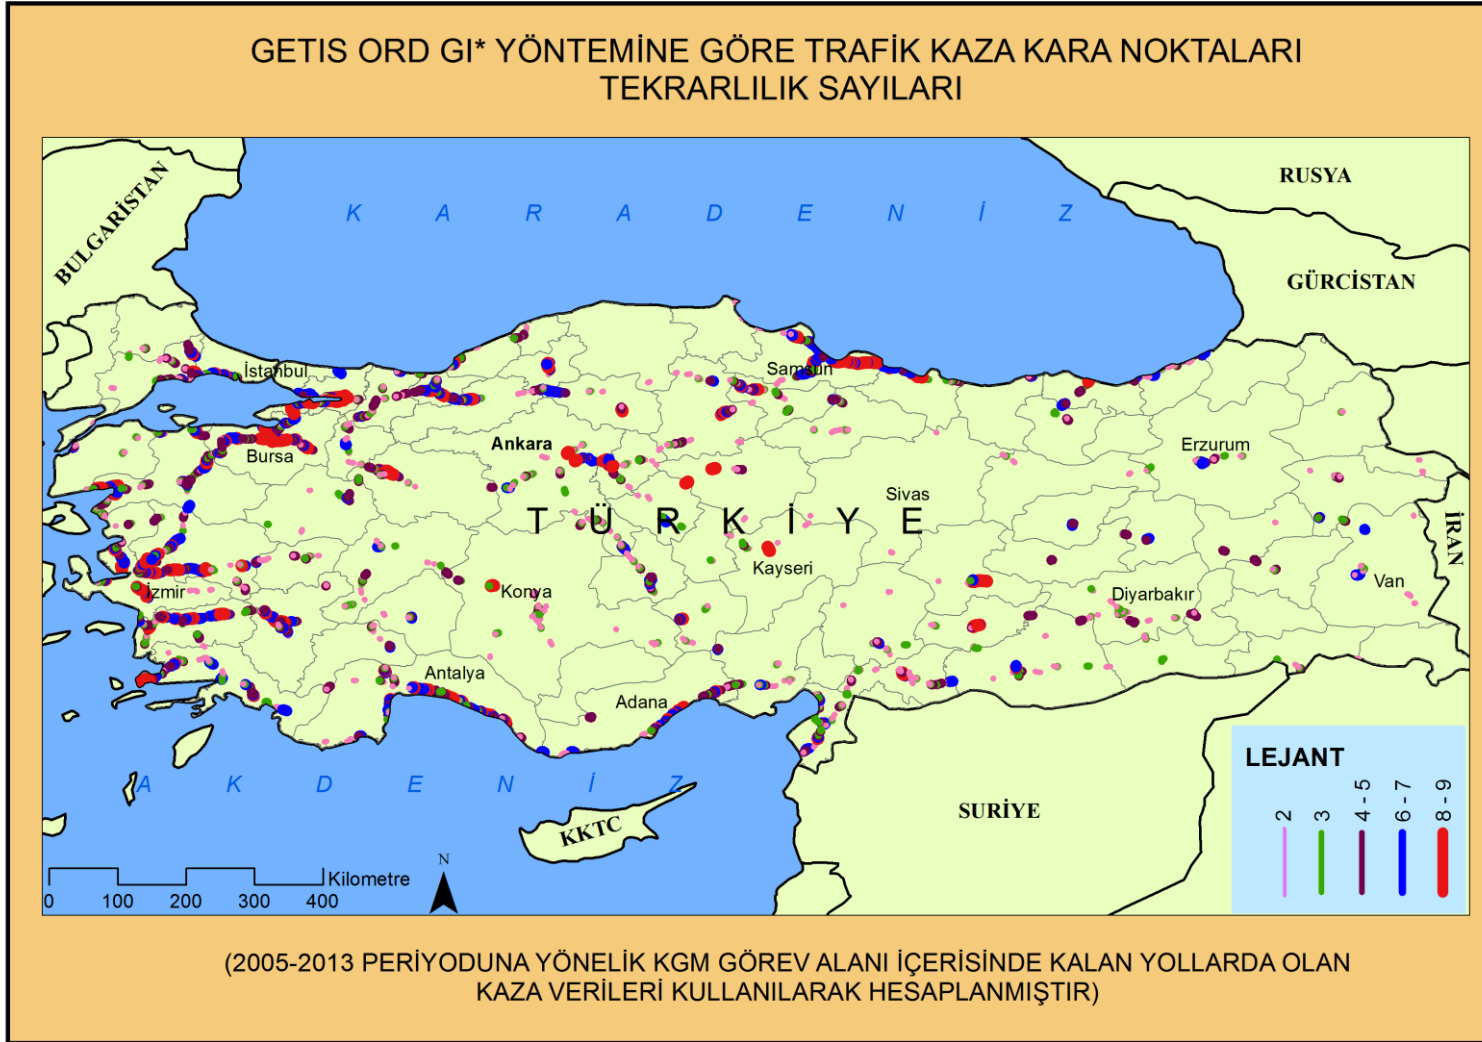 GETIS ORD GI* YÖNTEMİNE GÖRE TRAFİK KAZA KARA NOKTALARI
TEKRARLILIK SAYILARI
RUSYA
BULGARİSTAN
K A R A D E N İ Z
GÜRCİSTAN
İstanbul
Samsun
Ankara
Bursa
Erzurum
Sivas
T Ü R K İ Y E
İRAN
Kayseri
Van
İzmir
Konya
Diyarbakır
Antalya
Adana
A K D E N İ Z
KKTC
SURİYE
LEJANT
2
3
4 - 5
6 - 7
8 - 9
N
Kilometre
0 100 200 300 400
(2005-2013 PERİYODUNA YÖNELİK KGM GÖREV ALANI İÇERİSİNDE KALAN YOLLARDA OLAN
KAZA VERİLERİ KULLANILARAK HESAPLANMIŞTIR)